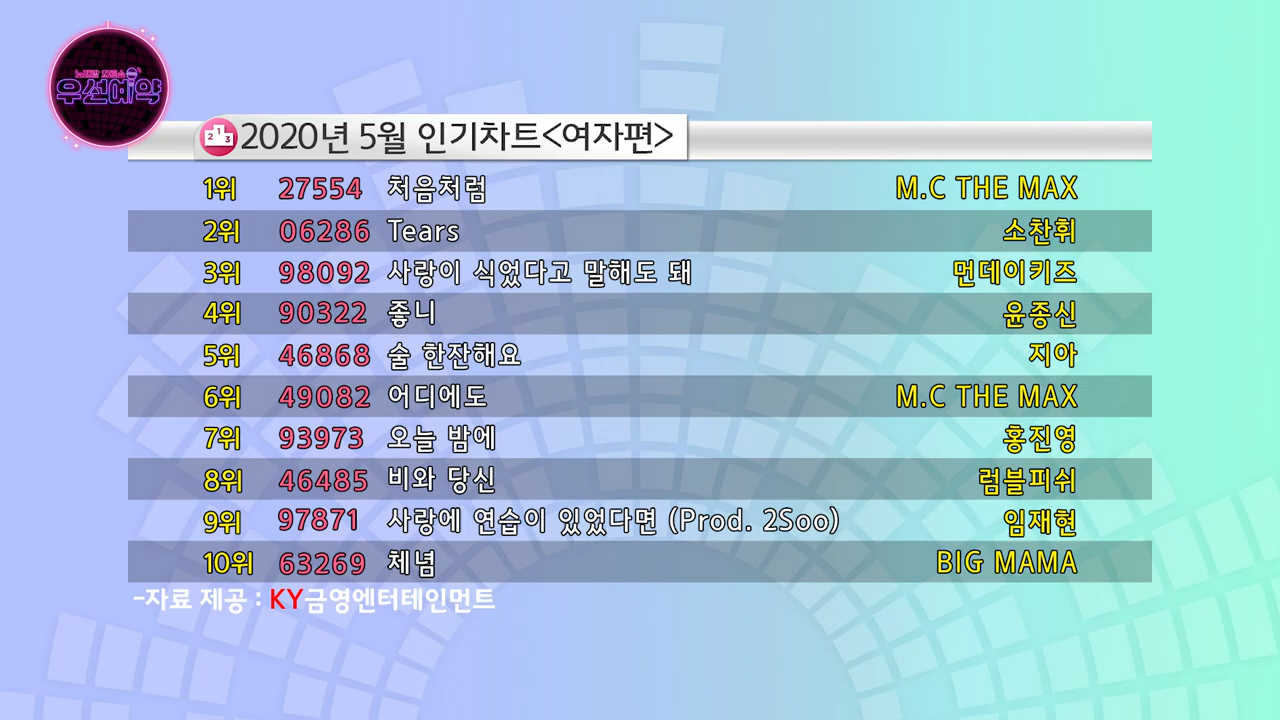 노래방 차트쇼
우선예약
2020년 5월 인기차트<여자편>
1위 27554 처음처럼 M.C THE MAX
2위 06286 Tears 소찬휘
3위 98092 사랑이 식었다고 말해도 돼 먼데이키즈
4위 90322 좋니 윤종신
5위 46868 술 한잔해요 지아
6위 49082 어디에도 M.C THE MAX
7위 93973 오늘 밤에 홍진영
8위 46485 비와 당신 럼블피쉬
9위 97871 사랑에 연습이 있었다면 (Prod. 2Soo) 임재현
10위 63269 체념 BIG MAMA
-자료 제공 : KY금영엔터테인먼트